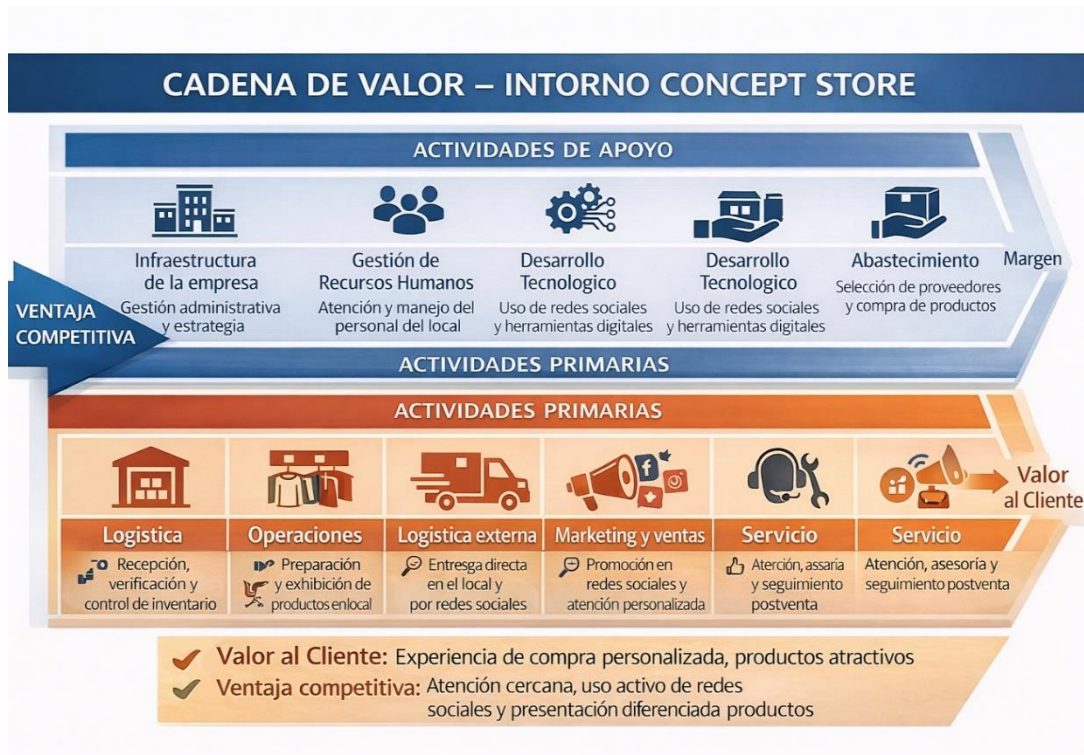 CADENA DE VALOR – INTORNO CONCEPT STORE
ACTIVIDADES DE APOYO
Infraestructura
de la empresa
Gestión administrativa
y estrategia
Gestión de
Recursos Humanos
Atención y manejo del
personal del local
Desarrollo
Tecnologico
Uso de redes sociales
y herramientas digitales
Desarrollo
Tecnologico
Uso de redes sociales
y herramientas digitales
Abastecimiento
Selección de proveedores
y compra de productos
Margen
VENTAJA
COMPETITIVA
ACTIVIDADES PRIMARIAS
ACTIVIDADES PRIMARIAS
Logistica
Recepción,
verificación y
control de inventario
Operaciones
Preparación
y exhibición de
productos enlocal
Logistica externa
Entresga directa
en el local y
por redes sociales
Marketing y ventas
Promoción en
redes sociales y
atención personalizada
Servicio
Aterción, assaria
y seguimiento
postventa
Servicio
Atención, asesoría y
seguimiento postventa
Valor
al Cliente
Valor al Cliente: Experiencia de compra personalizada, productos atractivos
Ventaja competitiva: Atención cercana, uso activo de redes
sociales y presentación diferenciada productos